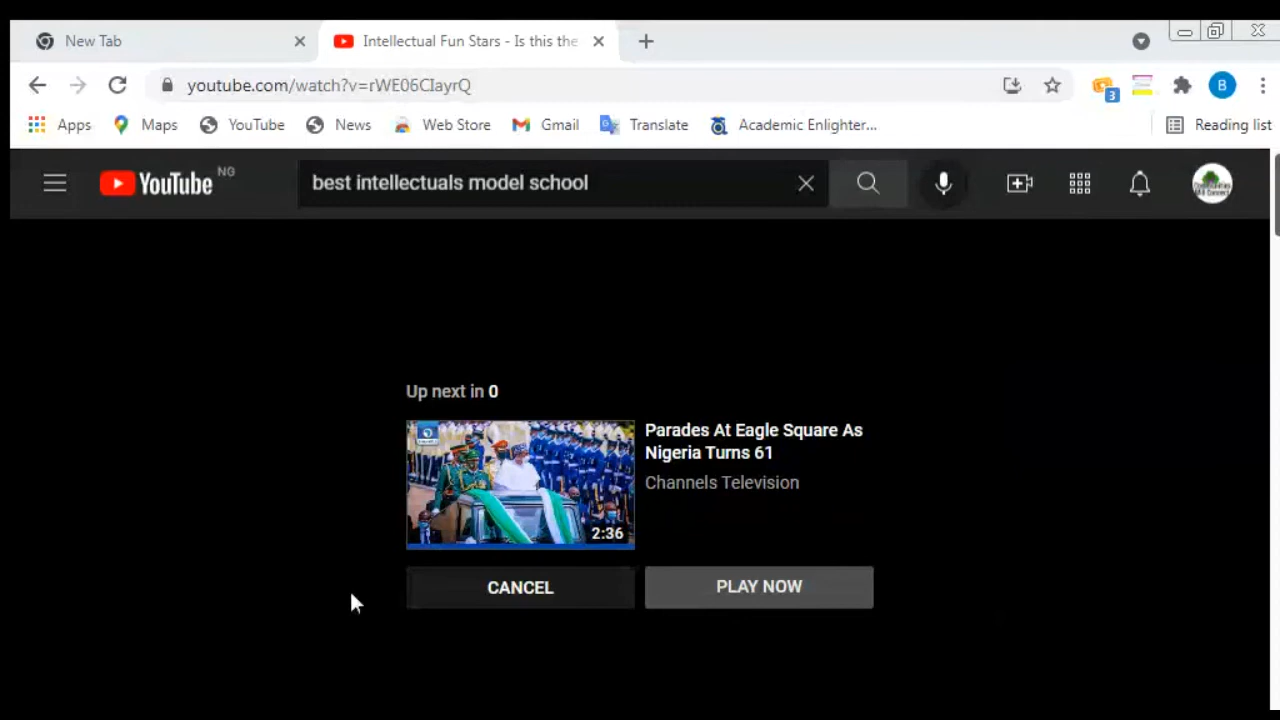 New Tab
Intellectual Fun Stars - Is this the
youtube.com/watch?v=rWE06CIayrQ
3
B
Apps
Maps
YouTube
News
Web Store
Gmail
Translate
Academic Enlighter...
Reading list
YouTube NG
best intellectuals model school
Up next in 0
Parades At Eagle Square As
Nigeria Turns 61
Channels Television
2:36
CANCEL
PLAY NOW